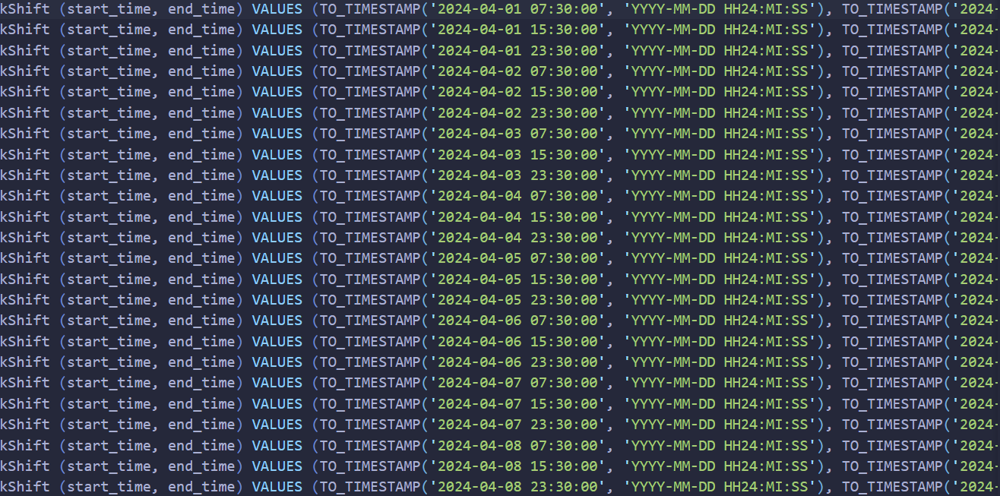 kShift (start_time, end_time) VALUES (TO_TIMESTAMP('2024-04-01 07:30:00', 'YYYY-MM-DD HH24:MI:SS'), TO_TIMESTAMP('2024-
kShift (start_time, end_time) VALUES (TO_TIMESTAMP('2024-04-01 15:30:00', 'YYYY-MM-DD HH24:MI:SS'), TO_TIMESTAMP('2024-
kShift (start_time, end_time) VALUES (TO_TIMESTAMP('2024-04-01 23:30:00', 'YYYY-MM-DD HH24:MI:SS'), TO_TIMESTAMP('2024-
kShift (start_time, end_time) VALUES (TO_TIMESTAMP('2024-04-02 07:30:00', 'YYYY-MM-DD HH24:MI:SS'), TO_TIMESTAMP('2024-
kShift (start_time, end_time) VALUES (TO_TIMESTAMP('2024-04-02 15:30:00', 'YYYY-MM-DD HH24:MI:SS'), TO_TIMESTAMP('2024-
kShift (start_time, end_time) VALUES (TO_TIMESTAMP('2024-04-02 23:30:00', 'YYYY-MM-DD HH24:MI:SS'), TO_TIMESTAMP('2024-
kShift (start_time, end_time) VALUES (TO_TIMESTAMP('2024-04-03 07:30:00', 'YYYY-MM-DD HH24:MI:SS'), TO_TIMESTAMP('2024-
kShift (start_time, end_time) VALUES (TO_TIMESTAMP('2024-04-03 15:30:00', 'YYYY-MM-DD HH24:MI:SS'), TO_TIMESTAMP('2024-
kShift (start_time, end_time) VALUES (TO_TIMESTAMP('2024-04-03 23:30:00', 'YYYY-MM-DD HH24:MI:SS'), TO_TIMESTAMP('2024-
kShift (start_time, end_time) VALUES (TO_TIMESTAMP('2024-04-04 07:30:00', 'YYYY-MM-DD HH24:MI:SS'), TO_TIMESTAMP('2024-
kShift (start_time, end_time) VALUES (TO_TIMESTAMP('2024-04-04 15:30:00', 'YYYY-MM-DD HH24:MI:SS'), TO_TIMESTAMP('2024-
kShift (start_time, end_time) VALUES (TO_TIMESTAMP('2024-04-04 23:30:00', 'YYYY-MM-DD HH24:MI:SS'), TO_TIMESTAMP('2024-
kShift (start_time, end_time) VALUES (TO_TIMESTAMP('2024-04-05 07:30:00', 'YYYY-MM-DD HH24:MI:SS'), TO_TIMESTAMP('2024-
kShift (start_time, end_time) VALUES (TO_TIMESTAMP('2024-04-05 15:30:00', 'YYYY-MM-DD HH24:MI:SS'), TO_TIMESTAMP('2024-
kShift (start_time, end_time) VALUES (TO_TIMESTAMP('2024-04-05 23:30:00', 'YYYY-MM-DD HH24:MI:SS'), TO_TIMESTAMP('2024-
kShift (start_time, end_time) VALUES (TO_TIMESTAMP('2024-04-06 07:30:00', 'YYYY-MM-DD HH24:MI:SS'), TO_TIMESTAMP('2024-
kShift (start_time, end_time) VALUES (TO_TIMESTAMP('2024-04-06 15:30:00', 'YYYY-MM-DD HH24:MI:SS'), TO_TIMESTAMP('2024-
kShift (start_time, end_time) VALUES (TO_TIMESTAMP('2024-04-06 23:30:00', 'YYYY-MM-DD HH24:MI:SS'), TO_TIMESTAMP('2024-
kShift (start_time, end_time) VALUES (TO_TIMESTAMP('2024-04-07 07:30:00', 'YYYY-MM-DD HH24:MI:SS'), TO_TIMESTAMP('2024-
kShift (start_time, end_time) VALUES (TO_TIMESTAMP('2024-04-07 15:30:00', 'YYYY-MM-DD HH24:MI:SS'), TO_TIMESTAMP('2024-
kShift (start_time, end_time) VALUES (TO_TIMESTAMP('2024-04-07 23:30:00', 'YYYY-MM-DD HH24:MI:SS'), TO_TIMESTAMP('2024-
kShift (start_time, end_time) VALUES (TO_TIMESTAMP('2024-04-08 07:30:00', 'YYYY-MM-DD HH24:MI:SS'), TO_TIMESTAMP('2024-
kShift (start_time, end_time) VALUES (TO_TIMESTAMP('2024-04-08 15:30:00', 'YYYY-MM-DD HH24:MI:SS'), TO_TIMESTAMP('2024-
kShift (start_time, end_time) VALUES (TO_TIMESTAMP('2024-04-08 23:30:00', 'YYYY-MM-DD HH24:MI:SS'), TO_TIMESTAMP('2024-